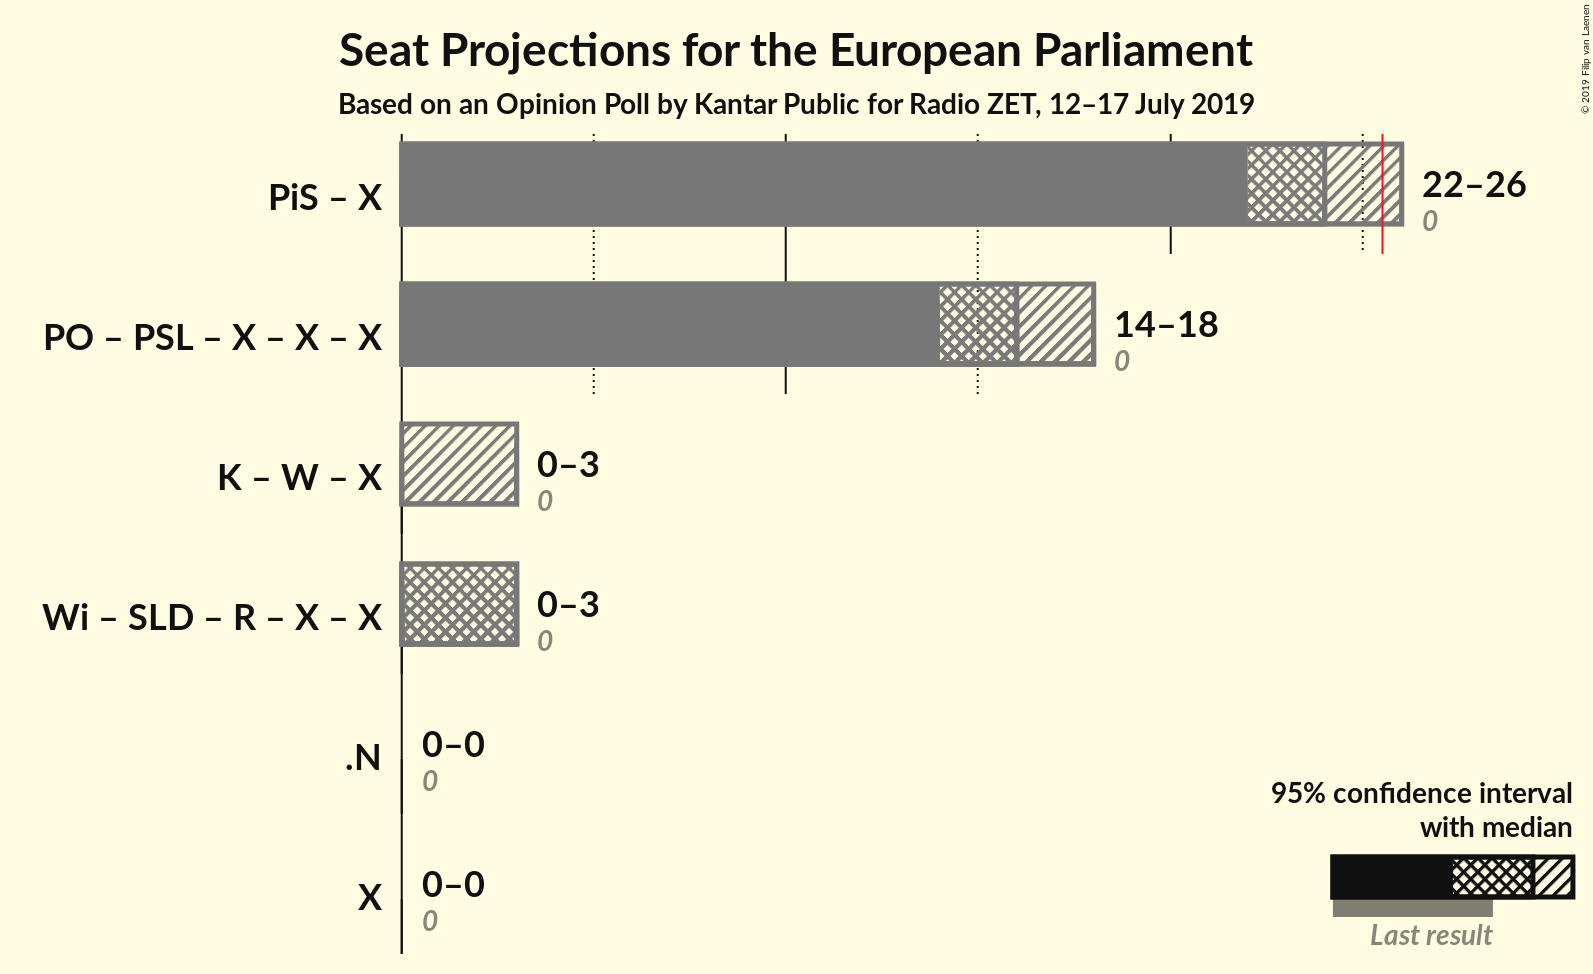 Seat Projections for the European Parliament
Based on an Opinion Poll by Kantar Public for Radio ZET, 12–17 July 2019
© 2019 Filip van Laenen
PiS – X
22–26
0
PO – PSL – X – X – X
14–18
0
K – W – X
0–3
0
Wi – SLD – R – X – X
0–3
0
.N
0–0
0
X
0–0
0
95% confidence interval
with median
Last result